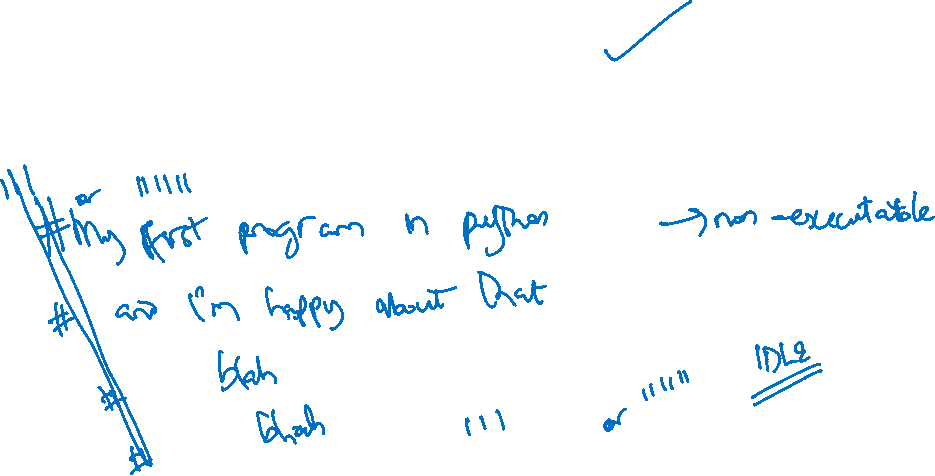 ''' or """
# My first program in python → non-executable
# and i'm happy about that
# blah
# blah ''' or """
IDLE